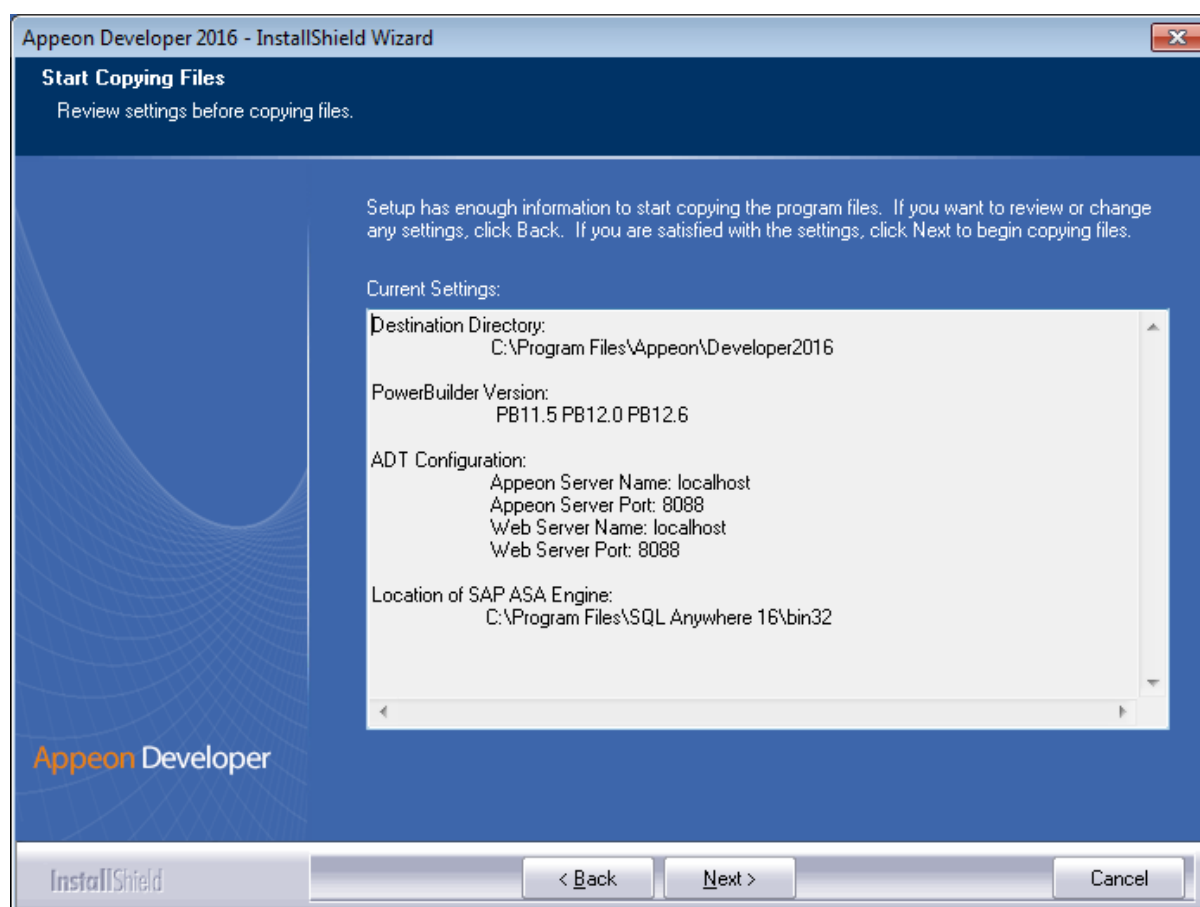 Appeon Developer 2016 - InstallShield Wizard
Start Copying Files
Review settings before copying files.
Setup has enough information to start copying the program files. If you want to review or change
any settings, click Back. If you are satisfied with the settings, click Next to begin copying files.
Current Settings:
Destination Directory:
C:\Program Files\Appeon\Developer2016
PowerBuilder Version:
PB11.5 PB12.0 PB12.6
ADT Configuration:
Appeon Server Name: localhost
Appeon Server Port: 8088
Web Server Name: localhost
Web Server Port: 8088
Location of SAP ASA Engine:
C:\Program Files\SQL Anywhere 16\bin32
Appeon Developer
InstallShield
< Back
Next >
Cancel